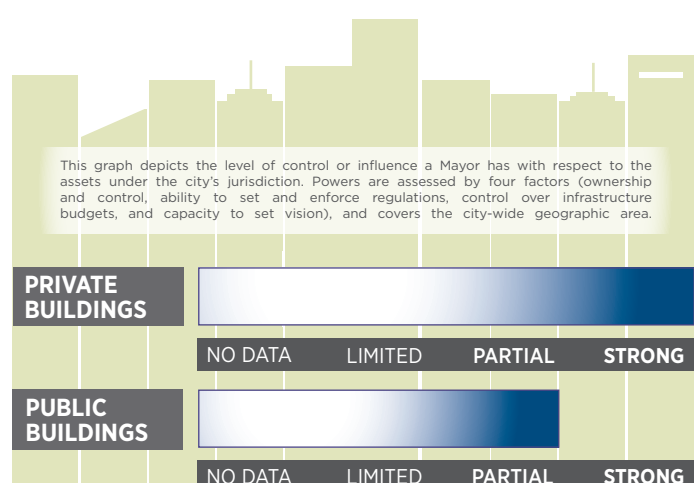 This graph depicts the level of control or influence a Mayor has with respect to the
assets under the city's jurisdiction. Powers are assessed by four factors (ownership
and control, ability to set and enforce regulations, control over infrastructure
budgets, and capacity to set vision), and covers the city-wide geographic area.
PRIVATE
BUILDINGS
NO DATA LIMITED PARTIAL STRONG
PUBLIC
BUILDINGS
NO DATA LIMITED PARTIAL STRONG